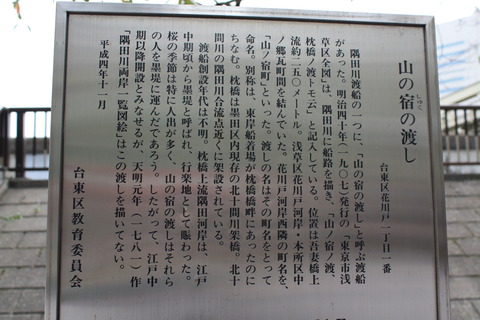 山の宿の渡し
しゅく
台東区花川戸一丁目一番
隅田川渡船の一つに、「山の宿の渡し」と呼ぶ渡船
があった。明治四十年（一九〇七）発行の「東京市浅
草区全図」は、隅田川に船路を描き、「山ノ宿ノ渡、
枕橋ノ渡トモ云」と記入している。位置は吾妻橋上
流約二五〇メートル。浅草区花川戸河岸・本所区中
ノ郷瓦町間を結んでいた。花川戸河岸西隣の町名を、
「山ノ宿町」といった。渡しの名はその町名をとって
命名。別称は、東岸船着場が枕橋橋畔にあったのに
ちなむ。枕橋は墨田区内現存の北十間川架橋。北十
間川の隅田川合流点近くに架設されている。
渡船創設年代は不明。枕橋上流隅田河岸は、江戸
中期頃から墨堤と呼ばれ、行楽地として賑わった。
桜の季節は特に人出が多く、山の宿の渡しはそれら
の人を墨堤に運んだであろう。したがって、江戸中
期以降開設とみなせるが、天明元年（一七八一）作
『隅田川両岸一覧図絵』はこの渡しを描いてない。
平成四年十一月
台東区教育委員会